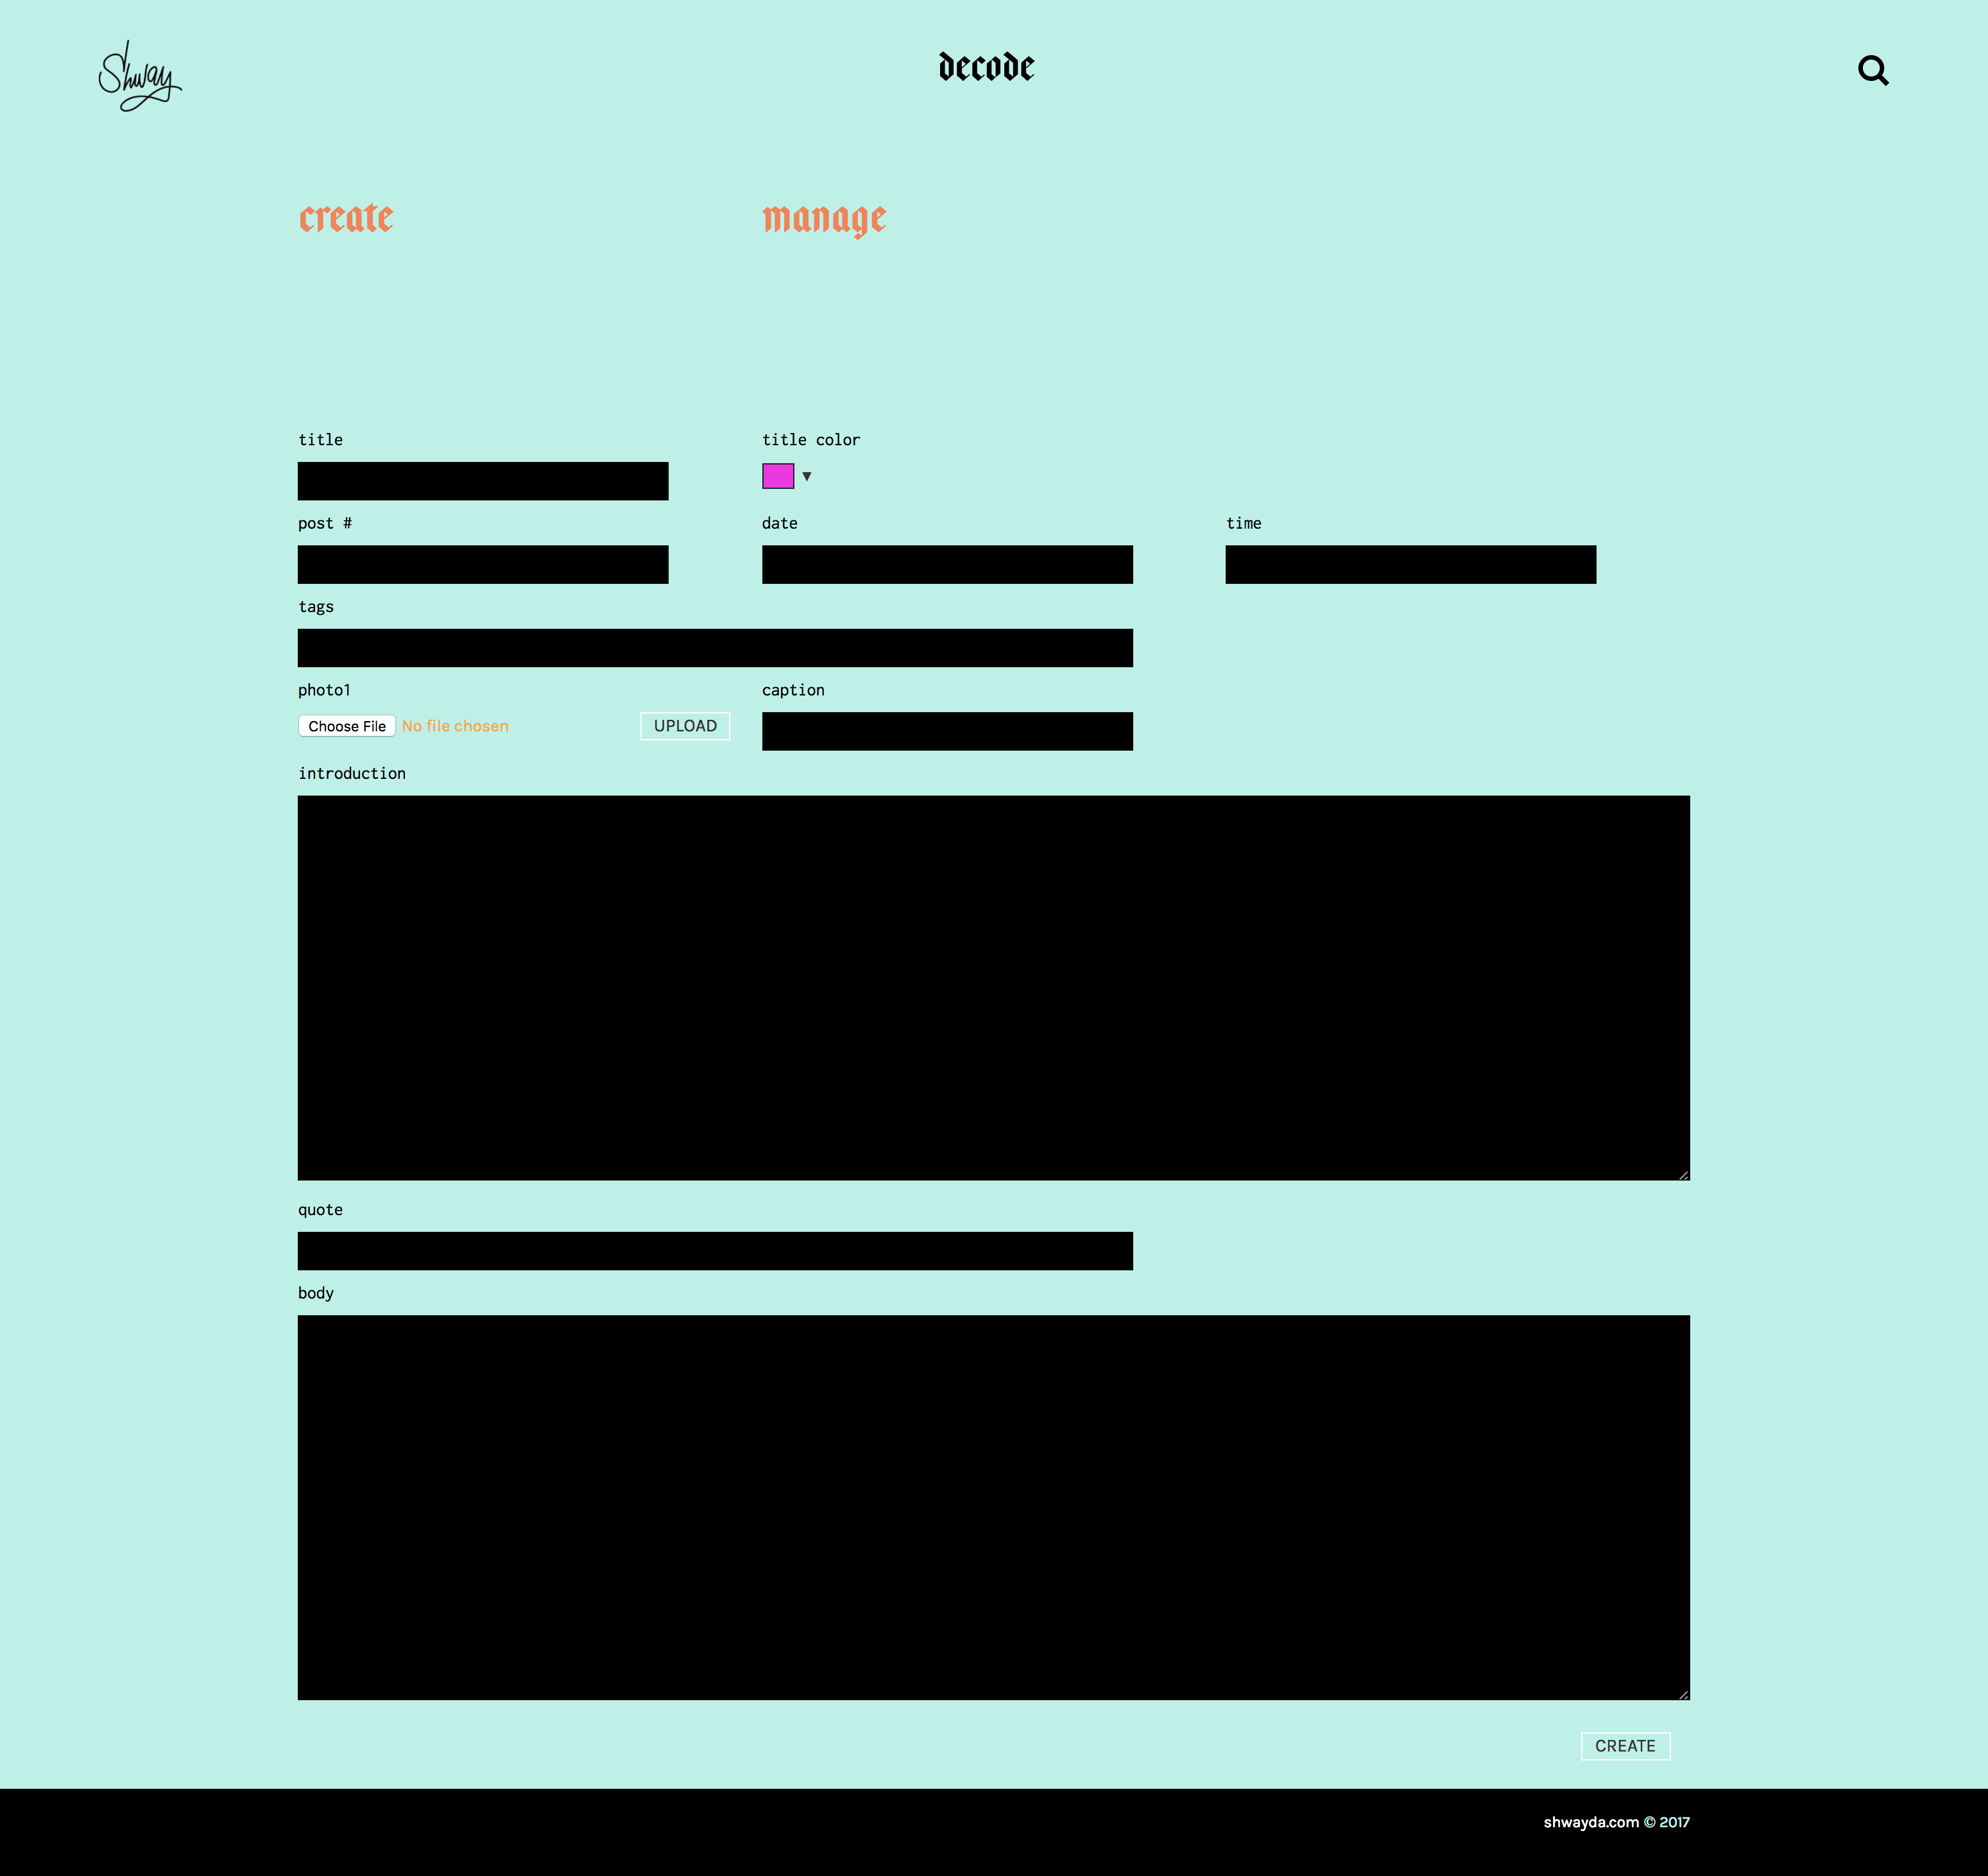 Shway
decode
create
manage
title
title color
post #
date
time
tags
photo1
caption
Choose File No file chosen
UPLOAD
introduction
quote
body
CREATE
shwayda.com © 2017